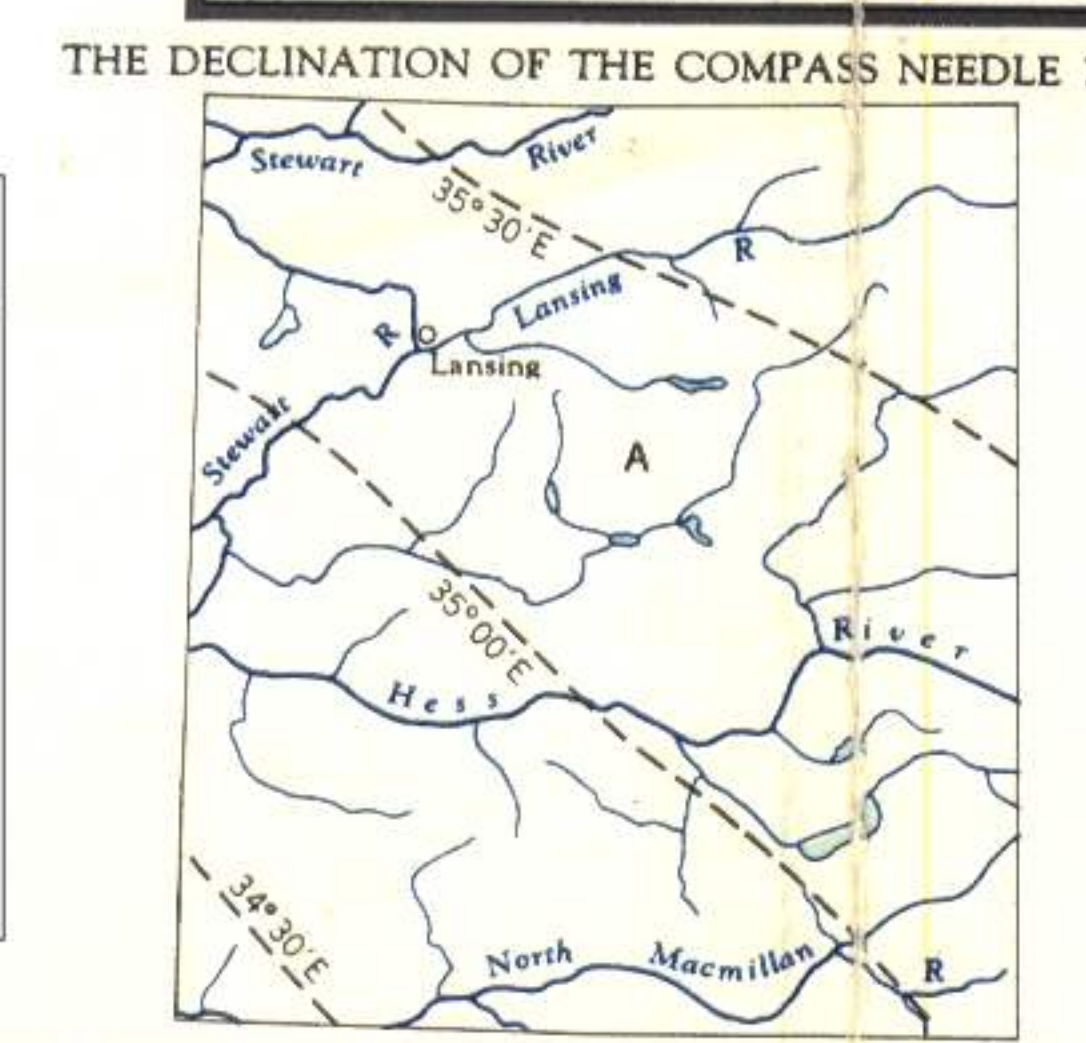 THE DECLINATION OF THE COMPASS NEEDLE
Stewart River
35°30'E
R
Lansing
R
Lansing
Stewart
A
35°00'E
River
Hess
34°30'E
North Macmillan
R